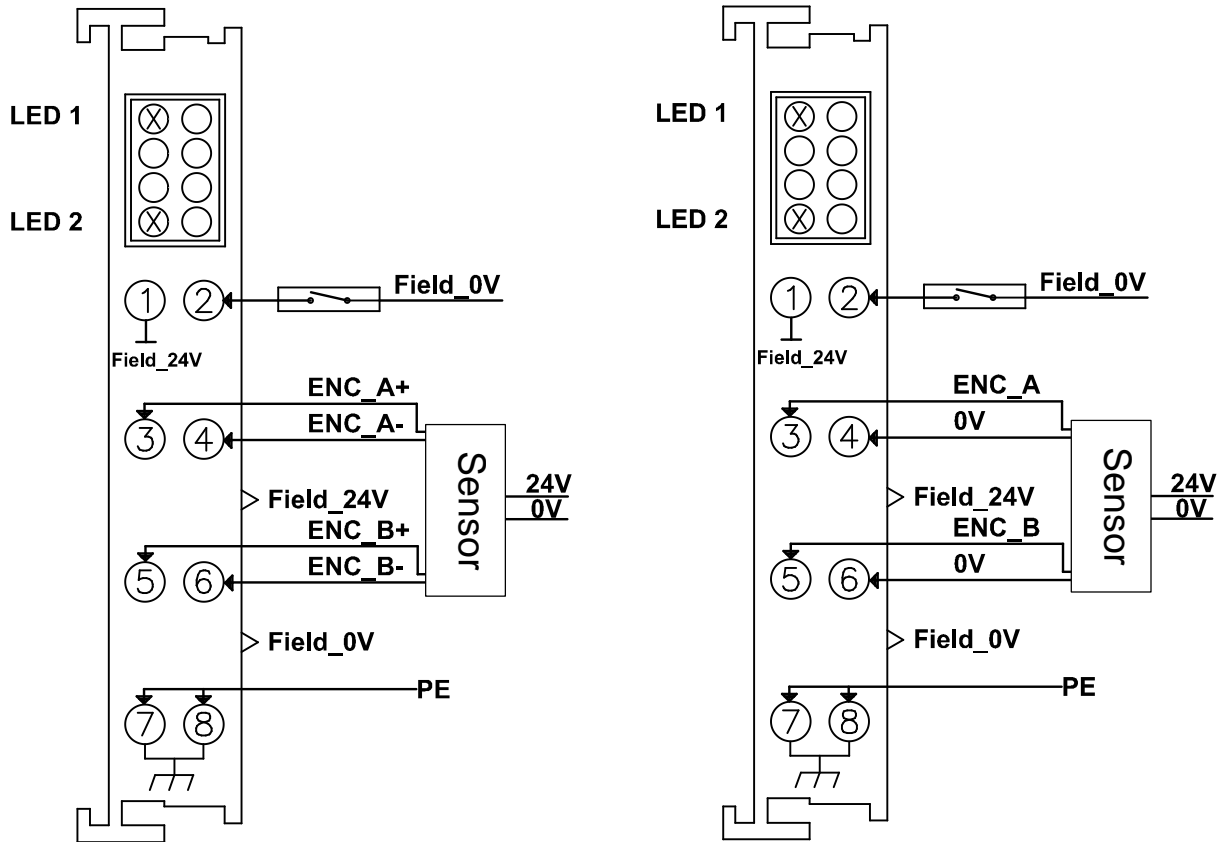 LED 1
LED 2
1
2
Field_0V
Field_24V
ENC_A+
3
4
ENC_A-
Field_24V
Sensor
24V
0V
ENC_B+
5
6
ENC_B-
Field_0V
PE
7
8
LED 1
LED 2
1
2
Field_0V
Field_24V
ENC_A
3
4
0V
Field_24V
Sensor
24V
0V
ENC_B
5
6
0V
Field_0V
PE
7
8